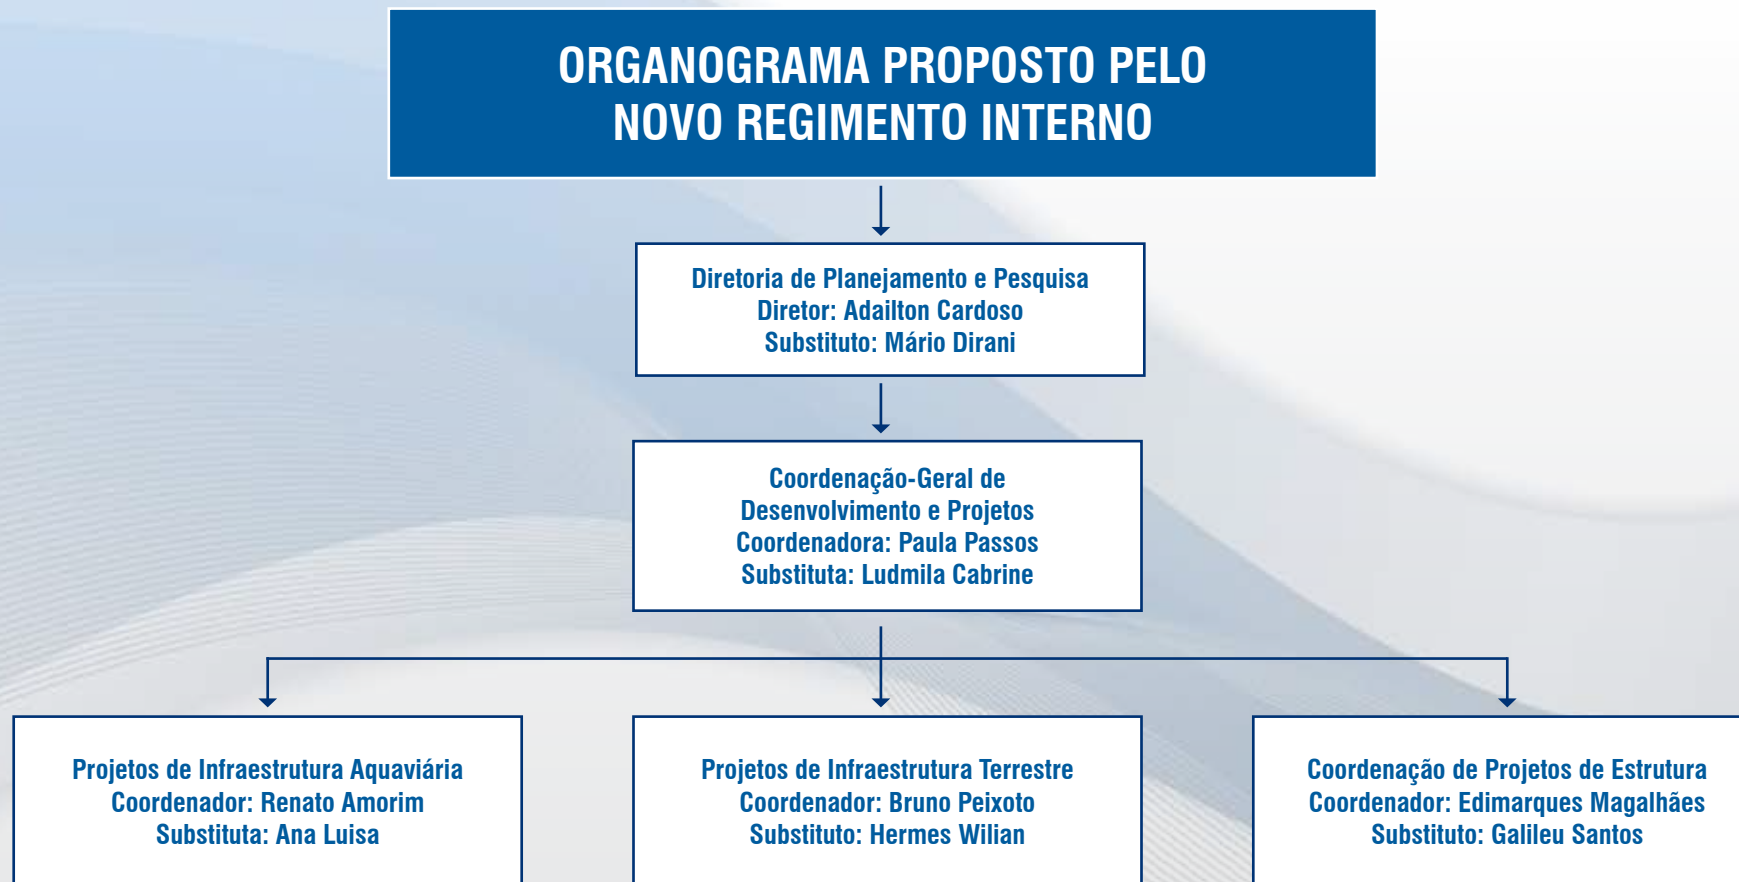 ORGANOGRAMA PROPOSTO PELO
NOVO REGIMENTO INTERNO
Diretoria de Planejamento e Pesquisa
Diretor: Adailton Cardoso
Substituto: Mário Dirani
Coordenação-Geral de
Desenvolvimento e Projetos
Coordenadora: Paula Passos
Substituta: Ludmila Cabrine
Projetos de Infraestrutura Aquaviária
Coordenador: Renato Amorim
Substituta: Ana Luisa
Projetos de Infraestrutura Terrestre
Coordenador: Bruno Peixoto
Substituto: Hermes Wilian
Coordenação de Projetos de Estrutura
Coordenador: Edimarques Magalhães
Substituto: Galileu Santos